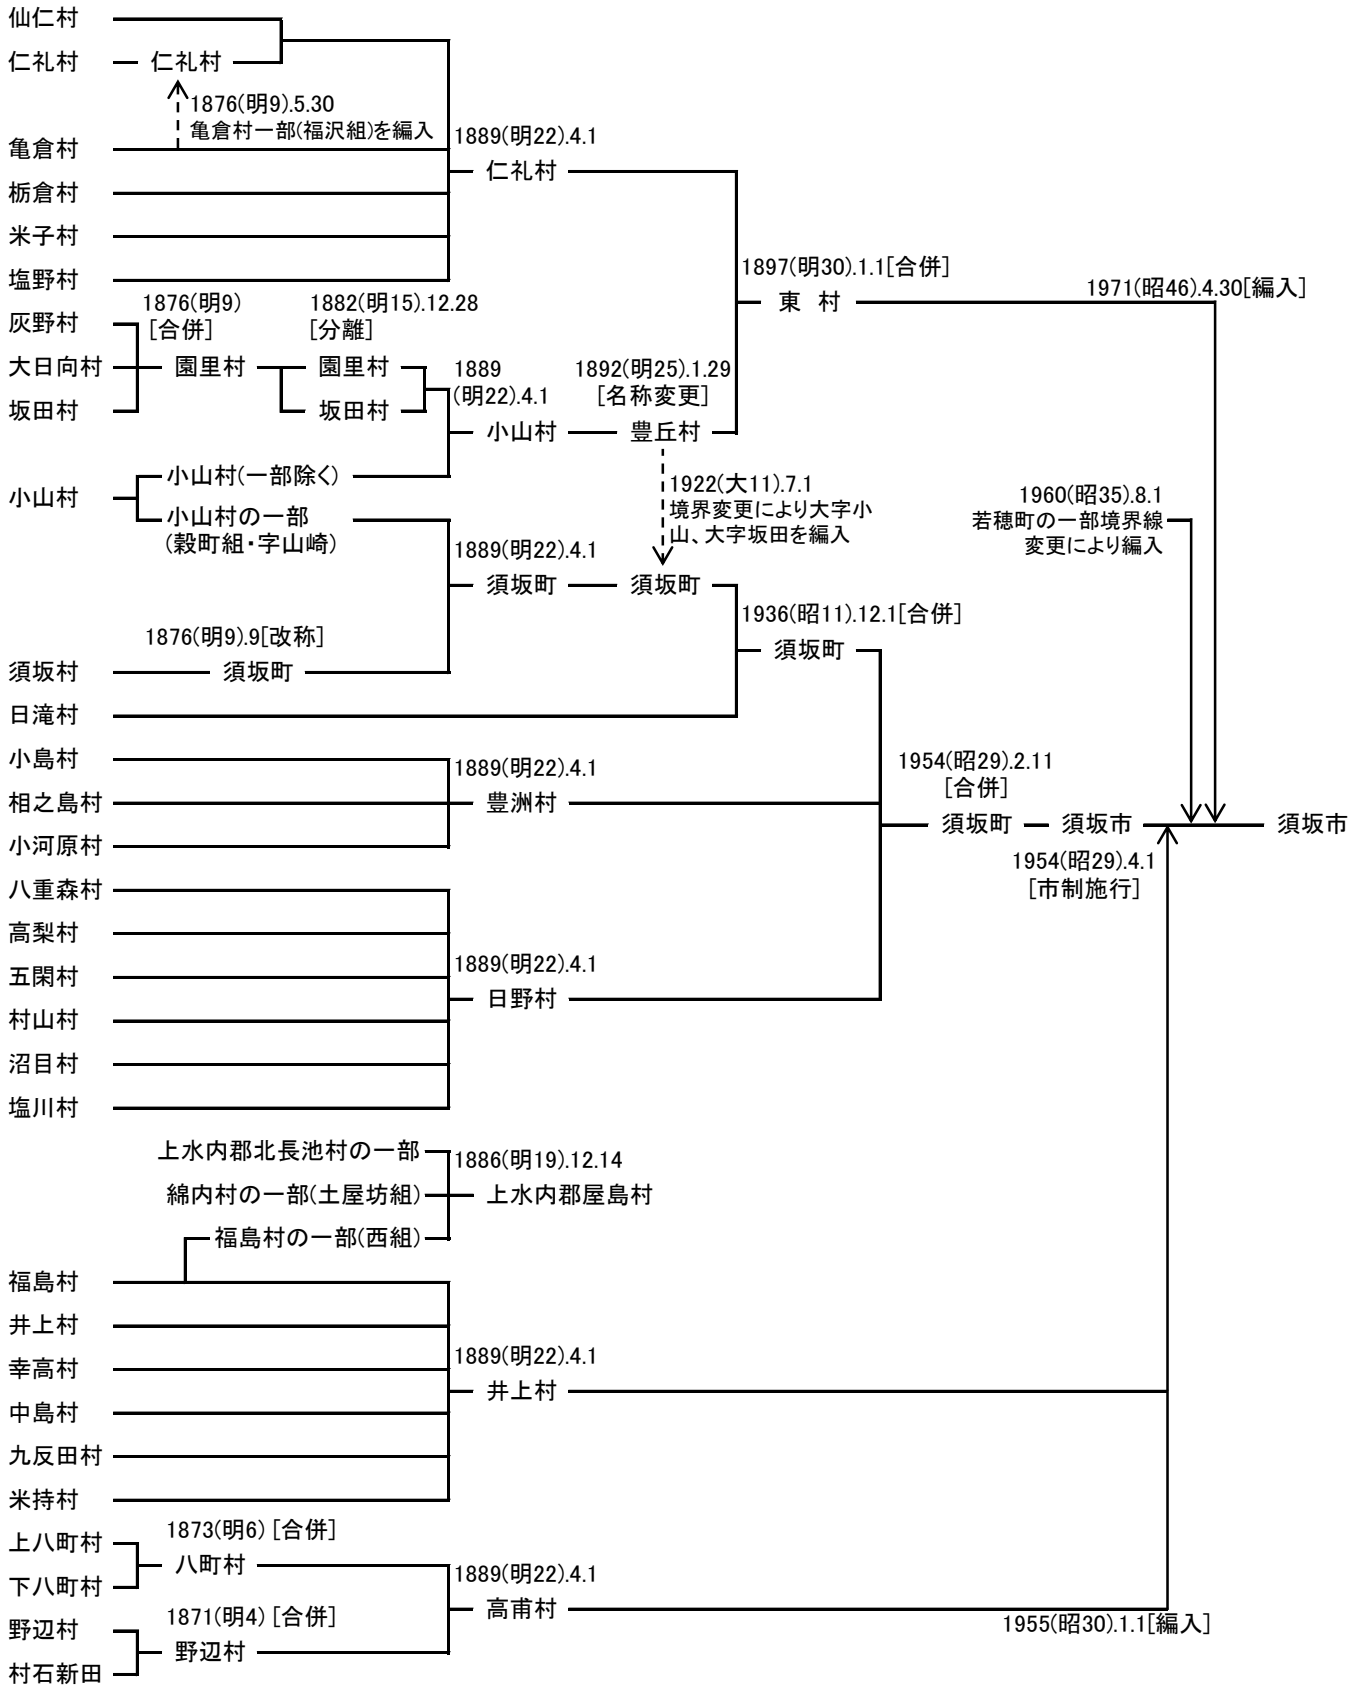 仙仁村
仁礼村
仁礼村
1876(明9).5.30
亀倉村一部(福沢組)を編入
亀倉村
1889(明22).4.1
仁礼村
栃倉村
米子村
塩野村
1897(明30).1.1[合併]
東 村
1971(昭46).4.30[編入]
1876(明9)
[合併]
1882(明15).12.28
[分離]
灰野村
大日向村
園里村
園里村
坂田村
坂田村
1889
(明22).4.1
1892(明25).1.29
[名称変更]
小山村
豊丘村
小山村
小山村(一部除く)
小山村の一部
(穀町組・字山崎)
1922(大11).7.1
境界変更により大字小
山、大字坂田を編入
1960(昭35).8.1
若穂町の一部境界線
変更により編入
1889(明22).4.1
須坂町
須坂町
1936(昭11).12.1[合併]
須坂町
1876(明9).9[改称]
須坂村
須坂町
日滝村
小島村
相之島村
小河原村
1889(明22).4.1
豊洲村
1954(昭29).2.11
[合併]
須坂町
須坂市
須坂市
1954(昭29).4.1
[市制施行]
八重森村
高梨村
五閑村
村山村
沼目村
塩川村
1889(明22).4.1
日野村
上水内郡北長池村の一部
綿内村の一部(土屋坊組)
福島村の一部(西組)
1886(明19).12.14
上水内郡屋島村
福島村
井上村
幸高村
中島村
九反田村
米持村
1889(明22).4.1
井上村
上八町村
下八町村
1873(明6) [合併]
八町村
野辺村
村石新田
1871(明4) [合併]
野辺村
1889(明22).4.1
高甫村
1955(昭30).1.1[編入]